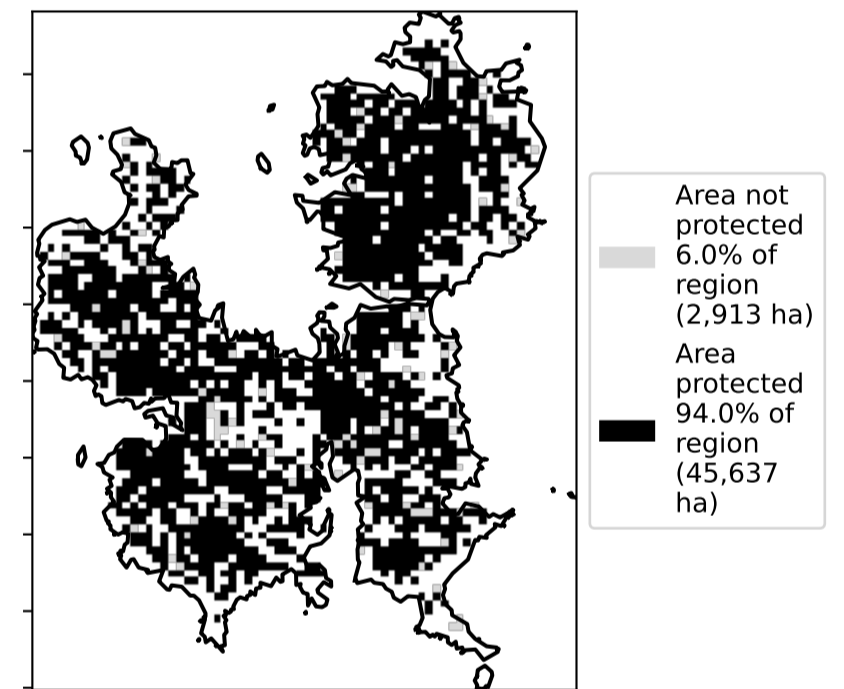 Area not
protected
6.0% of
region
(2,913 ha)
Area
protected
94.0% of
region
(45,637
ha)